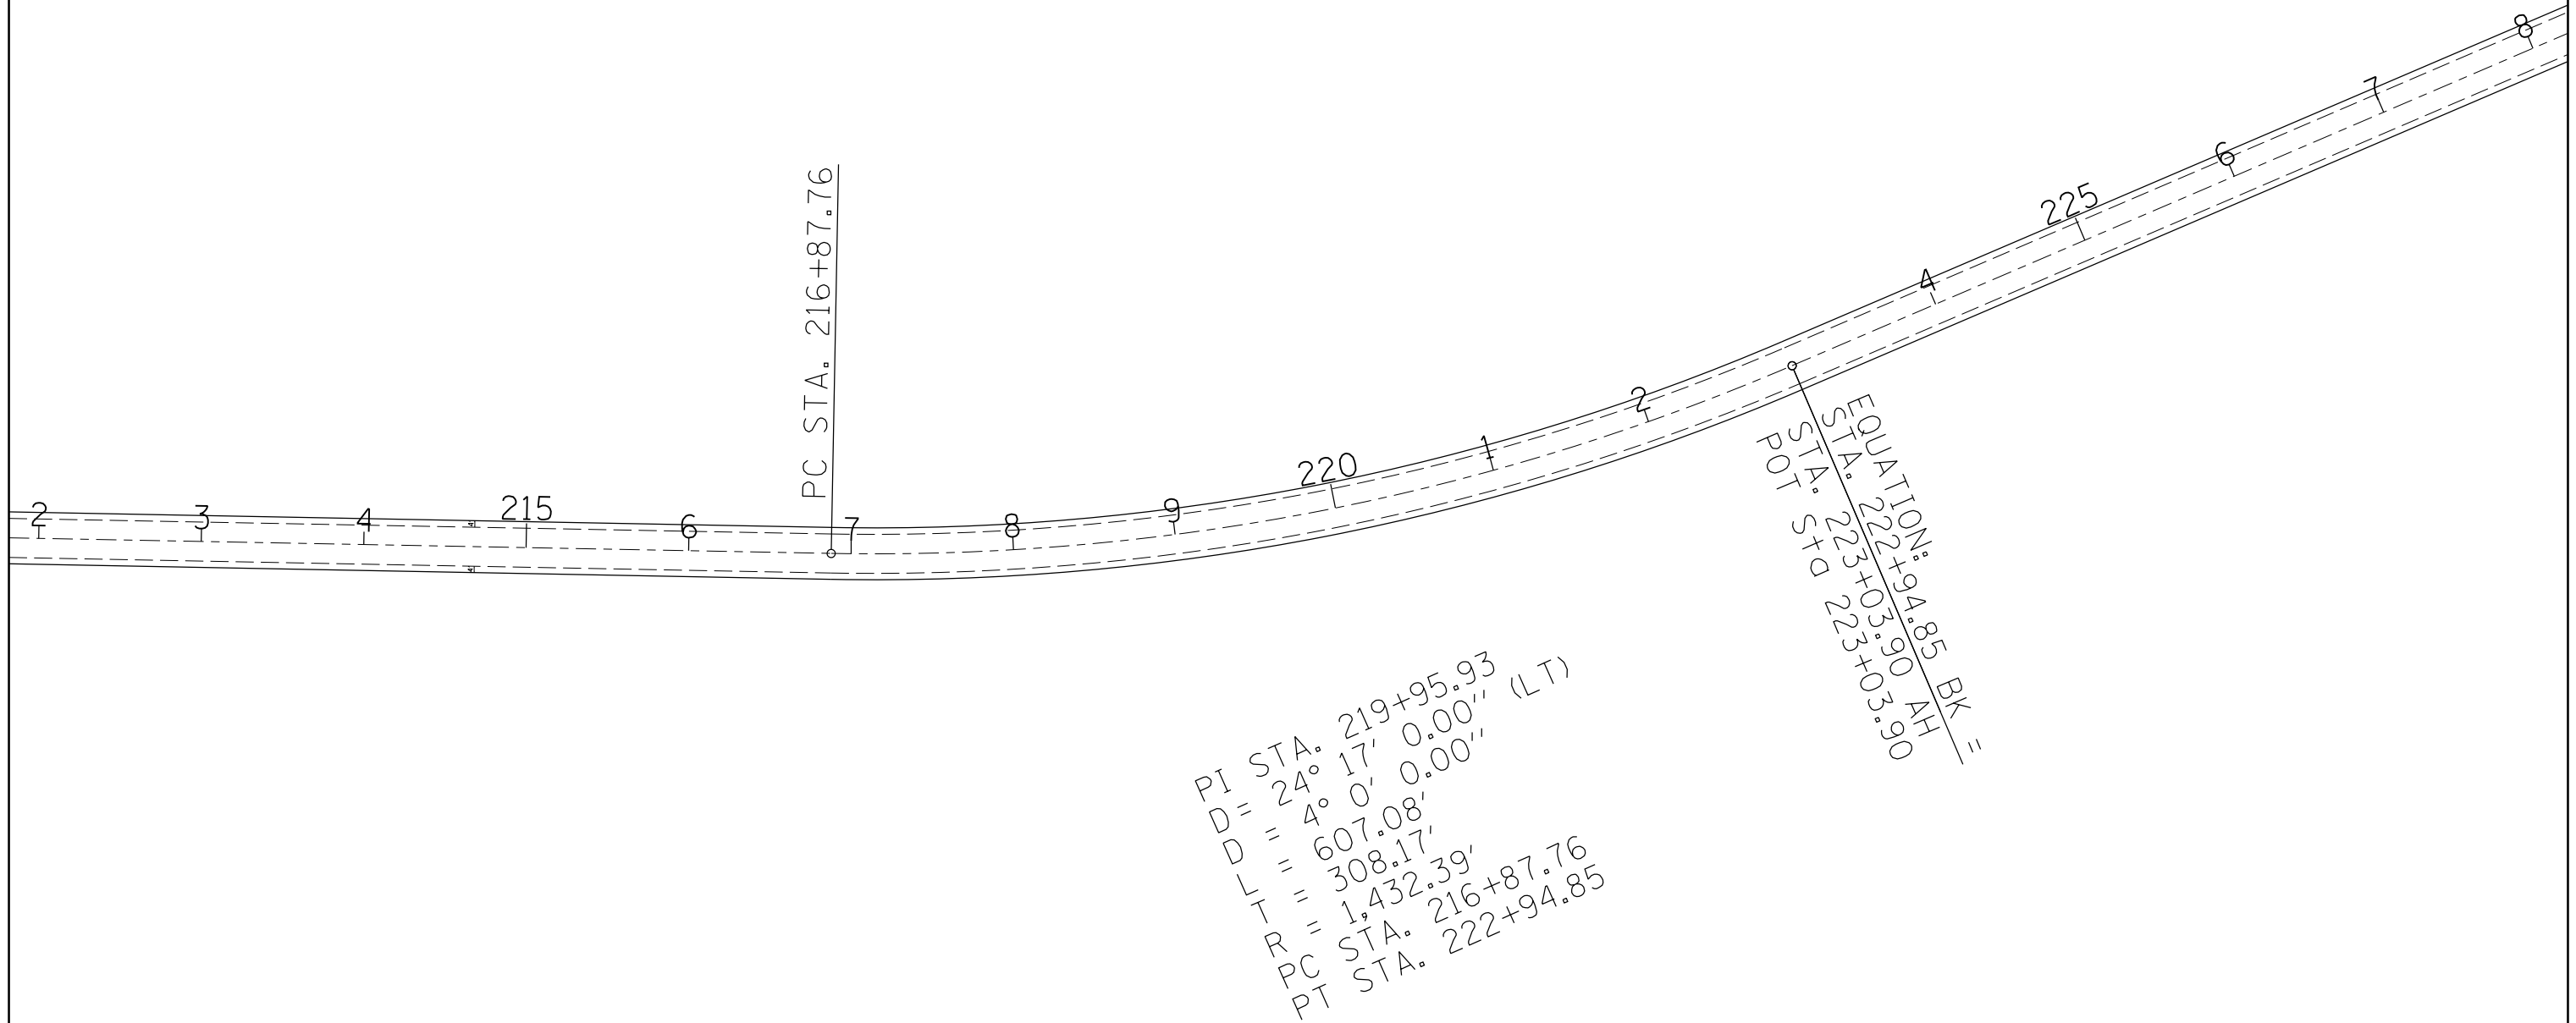 2
3
4
215
6
7
8
9
220
1
2
4
225
6
7
8
PC STA. 216+87.76
EQUATION:
STA. 222+94.85 BK =
STA. 223+03.90 AH
POT Sta 223+03.90
PI STA. 219+95.93
D= 24° 17' 0.00" (LT)
D = 4° 0' 0.00"
L = 607.08'
T = 308.17'
R = 1,432.39'
PC STA. 216+87.76
PT STA. 222+94.85